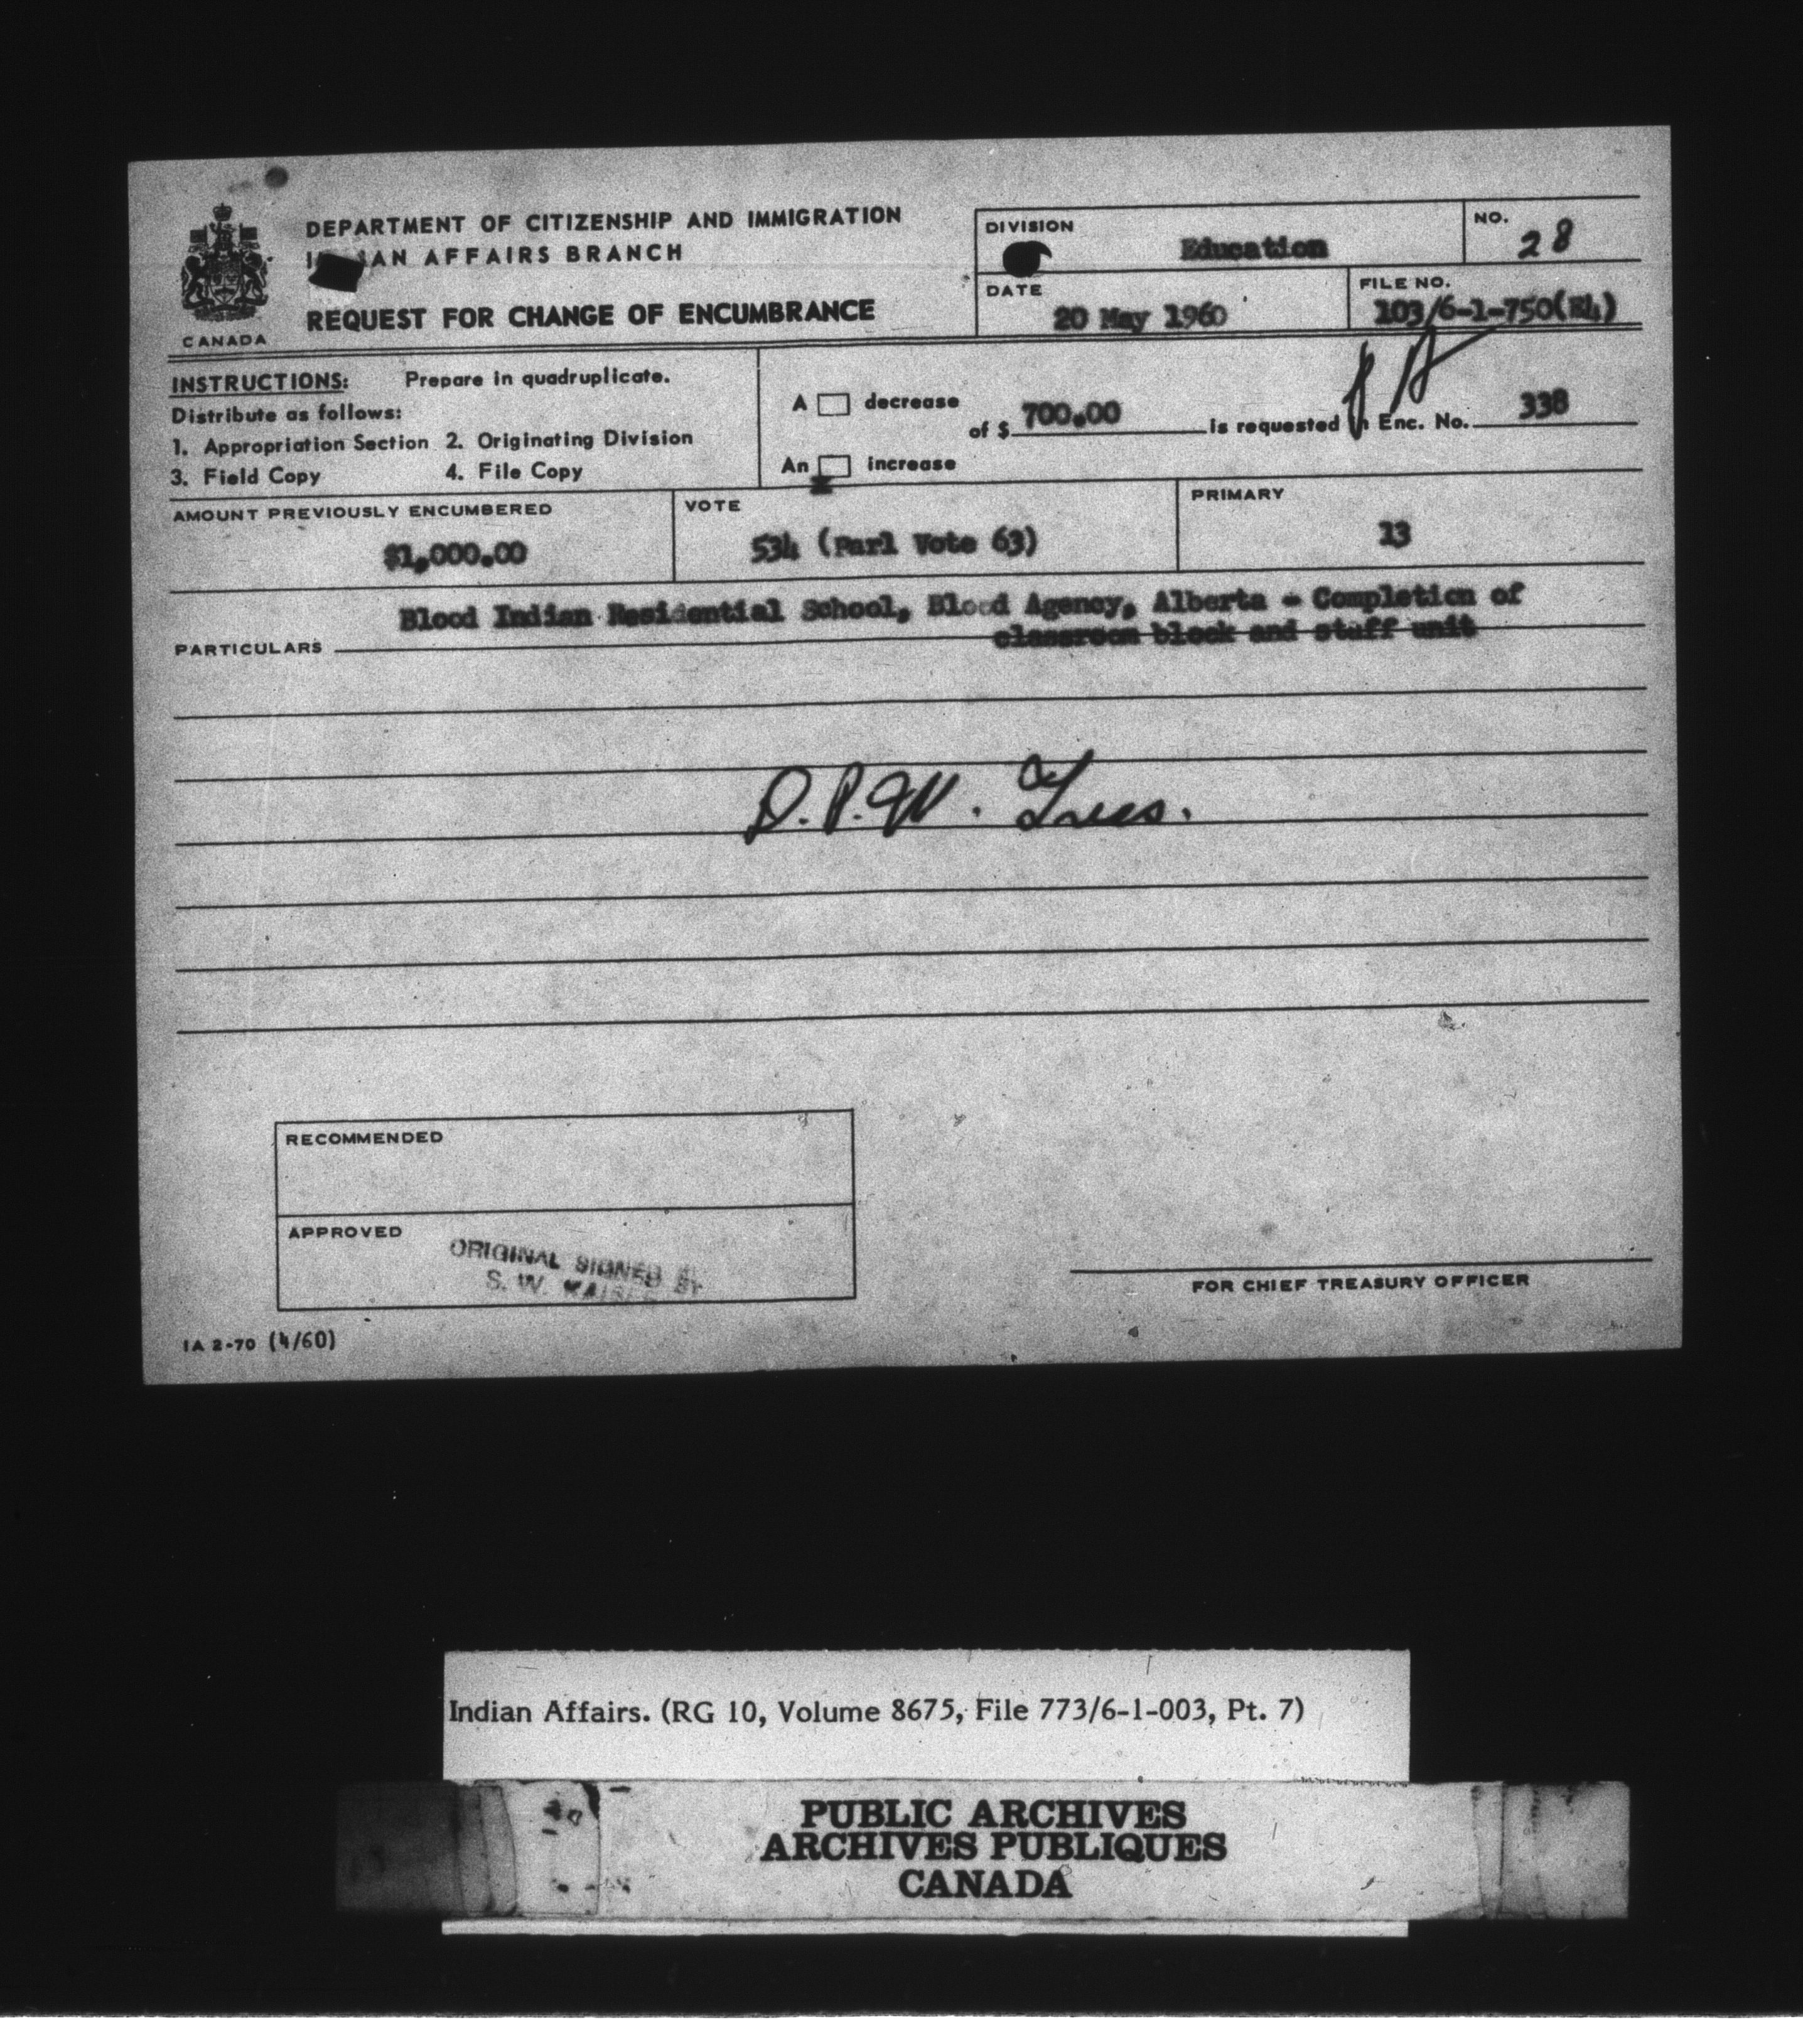 DEPARTMENT OF CITIZENSHIP AND IMMIGRATION
AN AFFAIRS BRANCH
REQUEST FOR CHANGE OF ENCUMBRANCE
CANADA
DIVISION
Education
NO.
28
DATE
20 May 1960
FILE NO.
103/6-1-750(E4)
INSTRUCTIONS: Prepare in quadruplicate.
Distribute as follows:
1. Appropriation Section 2. Originating Division
3. Field Copy 4. File Copy
A decrease
An increase
of $ 700.00 is requested Enc. No. 338
AMOUNT PREVIOUSLY ENCUMBERED
$1,000.00
VOTE
534 (Parl Vote 63)
PRIMARY
13
PARTICULARS Blood Indian Residential School, Blood Agency, Alberta - Completion of
classroom block and staff unit
D.P.W.
RECOMMENDED
APPROVED
ORIGINAL SIGNED BY
S. W.
FOR CHIEF TREASURY OFFICER
IA 2-70 (4/60)
Indian Affairs. (RG 10, Volume 8675, File 773/6-1-003, Pt. 7)
PUBLIC ARCHIVES
ARCHIVES PUBLIQUES
CANADA